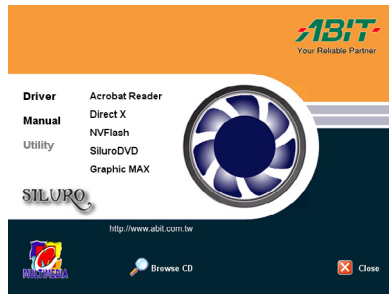 ABIT
Your Reliable Partner
Driver
Manual
Utility
Acrobat Reader
Direct X
NVFlash
SiluroDVD
Graphic MAX
SILURO
http://www.abit.com.tw
MULTIMEDIA
Browse CD
Close